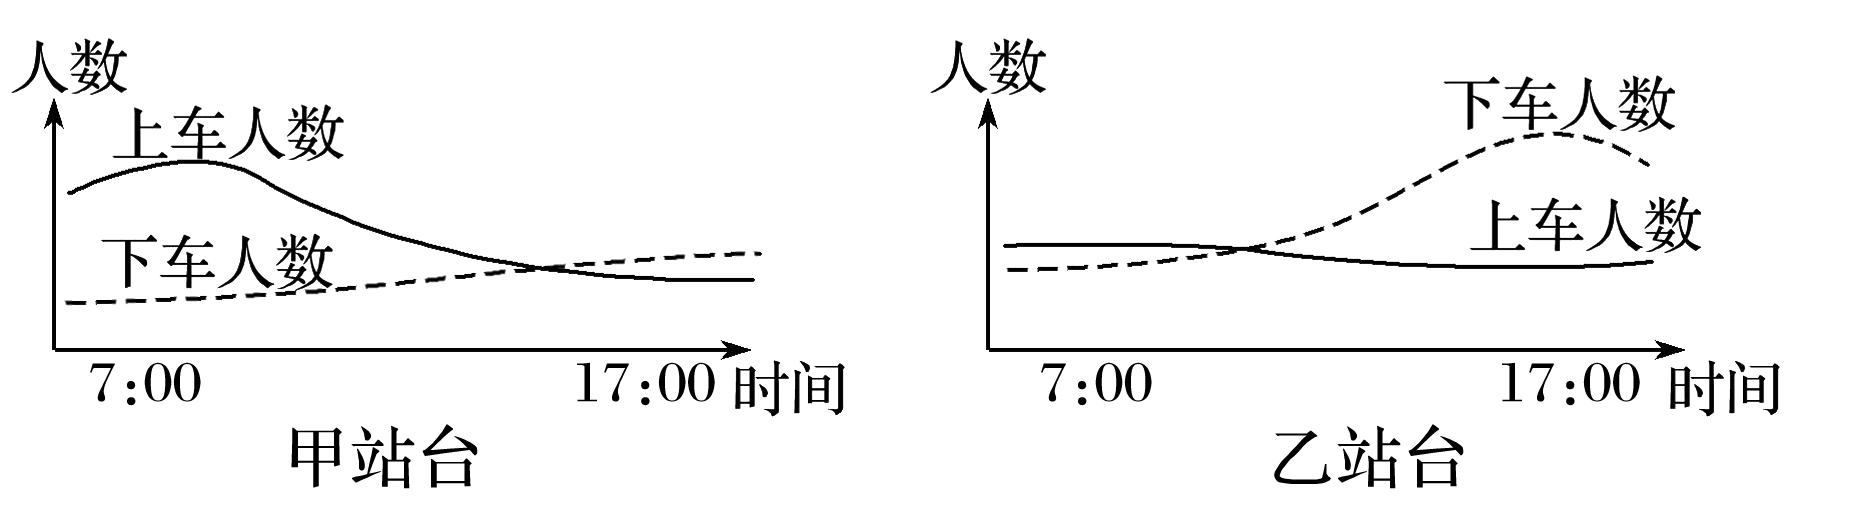 人数
上车人数
下车人数
7:00
17:00
时间
甲站台
人数
下车人数
上车人数
7:00
17:00
时间
乙站台